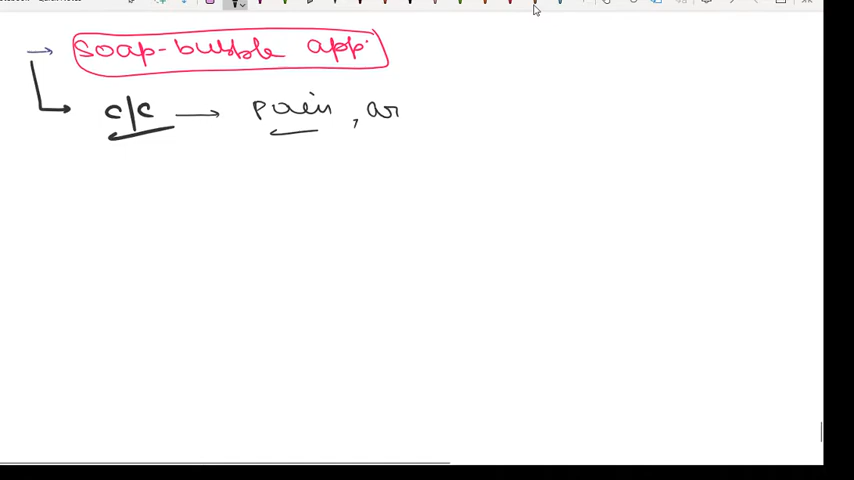 → soap-bubble app.
c/c → pain, ar